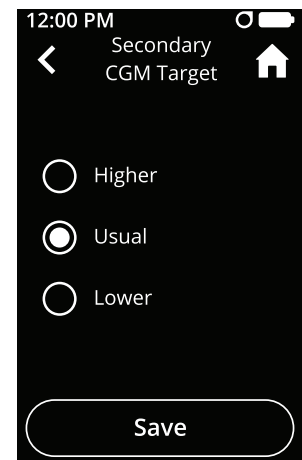 12:00 PM
Secondary
CGM Target
Higher
Usual
Lower
Save